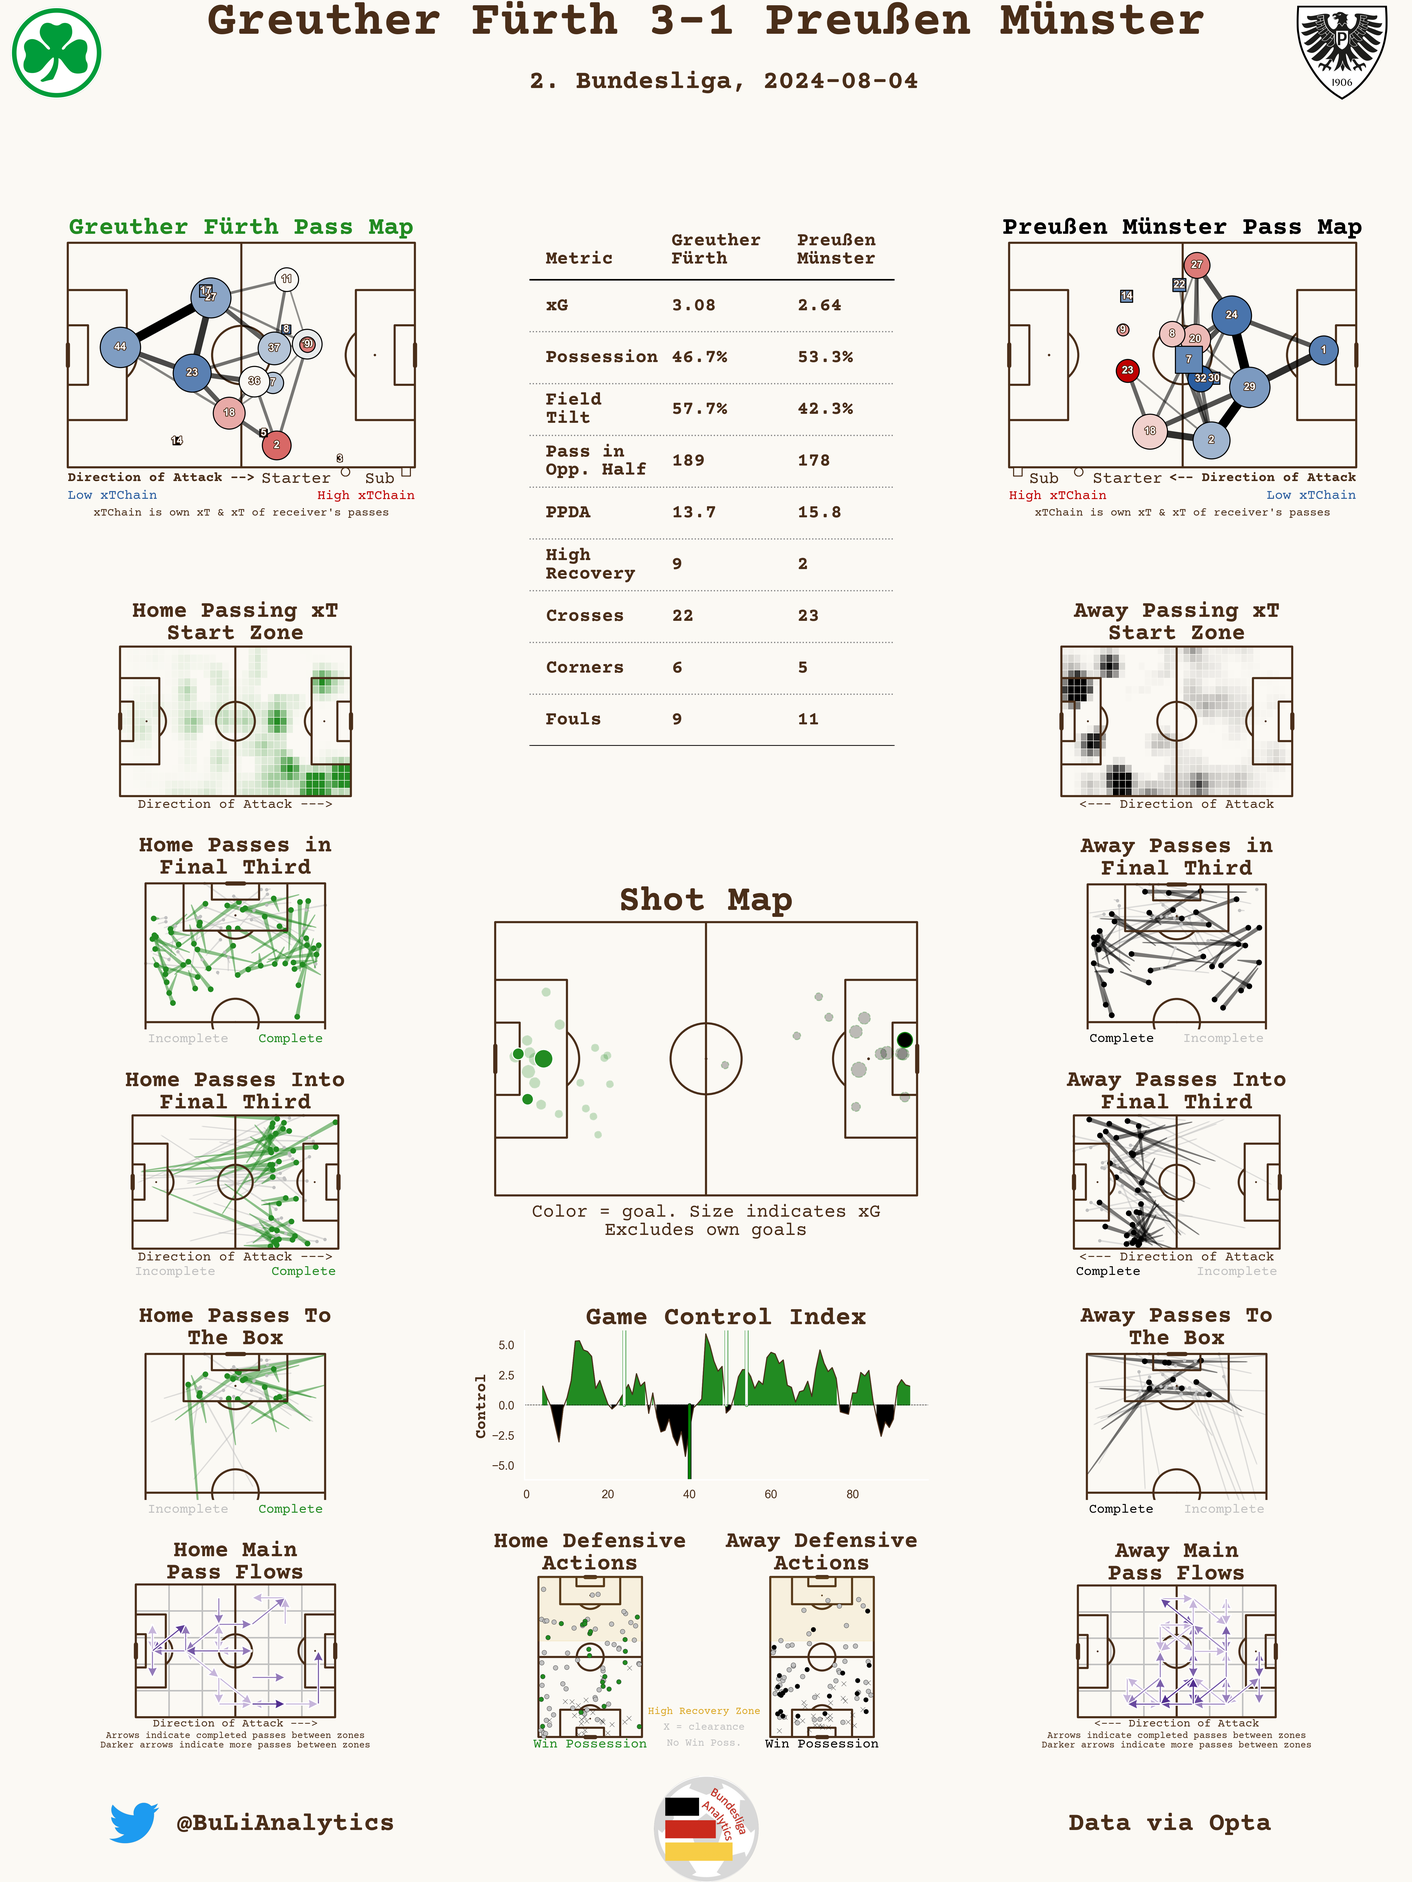 Greuther Fürth 3-1 Preußen Münster
2. Bundesliga, 2024-08-04
P
1906
Greuther Fürth Pass Map
17
11
8
44
37
23
36
7
18
5
2
14
3
Direction of Attack --> Starter Sub
Low xTChain High xTChain
xTChain is own xT & xT of receiver's passes
Metric Greuther Fürth Preußen Münster
xG 3.08 2.64
Possession 46.7% 53.3%
Field
Tilt 57.7% 42.3%
Pass in
Opp. Half 189 178
PPDA 13.7 15.8
High
Recovery 9 2
Crosses 22 23
Corners 6 5
Fouls 9 11
Preußen Münster Pass Map
27
22
14
24
9
8
20
1
7
23
32 30
29
18
2
Sub Starter <-- Direction of Attack
High xTChain Low xTChain
xTChain is own xT & xT of receiver's passes
Home Passing xT
Start Zone
Direction of Attack --->
Away Passing xT
Start Zone
<--- Direction of Attack
Home Passes in
Final Third
Incomplete Complete
Away Passes in
Final Third
Complete Incomplete
Shot Map
Color = goal. Size indicates xG
Excludes own goals
Home Passes Into
Final Third
Direction of Attack --->
Incomplete Complete
Away Passes Into
Final Third
<--- Direction of Attack
Complete Incomplete
Home Passes To
The Box
Incomplete Complete
Game Control Index
Control
5.0
2.5
0.0
−2.5
−5.0
0 20 40 60 80
Away Passes To
The Box
Complete Incomplete
Home Main
Pass Flows
Direction of Attack --->
Arrows indicate completed passes between zones
Darker arrows indicate more passes between zones
Home Defensive
Actions
Win Possession
High Recovery Zone
X = clearance
No Win Poss.
Away Defensive
Actions
Win Possession
Away Main
Pass Flows
<--- Direction of Attack
Arrows indicate completed passes between zones
Darker arrows indicate more passes between zones
@BuLiAnalytics
Bundesliga
Analytics
Data via Opta